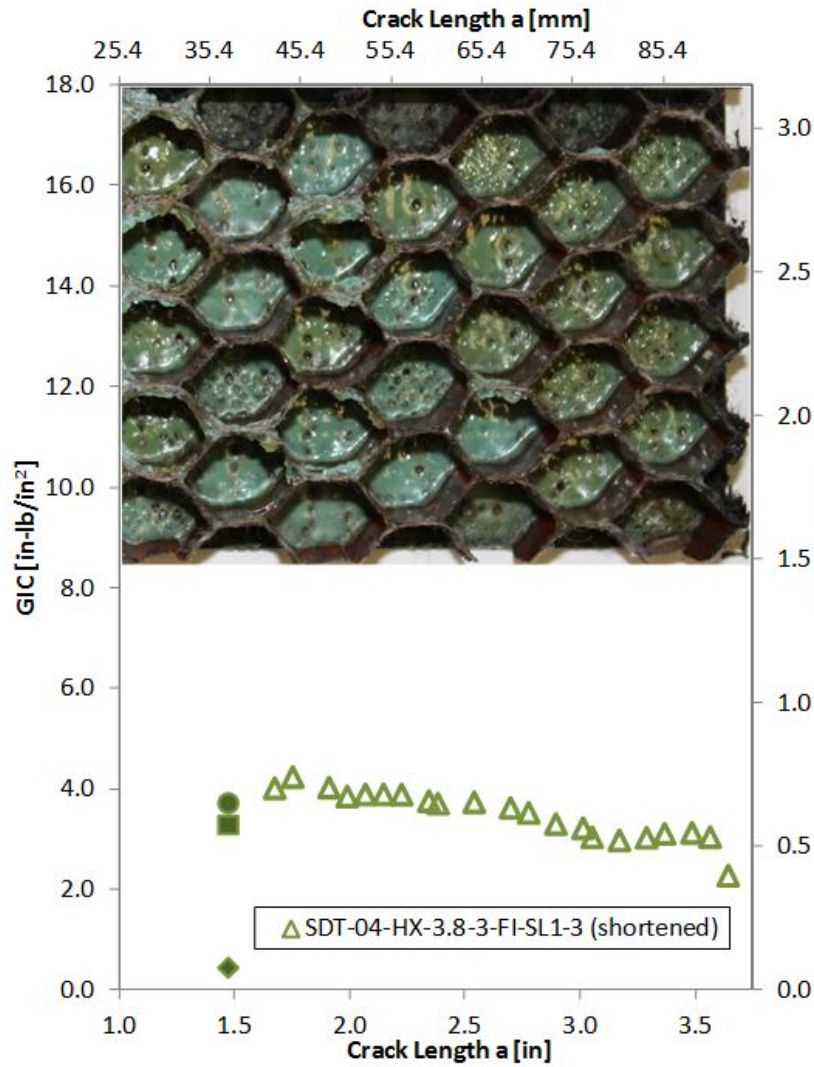 Crack Length a [mm]
25.4 35.4 45.4 55.4 65.4 75.4 85.4
18.0
16.0
14.0
12.0
10.0
8.0
6.0
4.0
2.0
0.0
GIC [in-lb/in²]
3.0
2.5
2.0
1.5
1.0
0.5
0.0
SDT-04-HX-3.8-3-FI-SL1-3 (shortened)
1.0 1.5 2.0 2.5 3.0 3.5
Crack Length a [in]